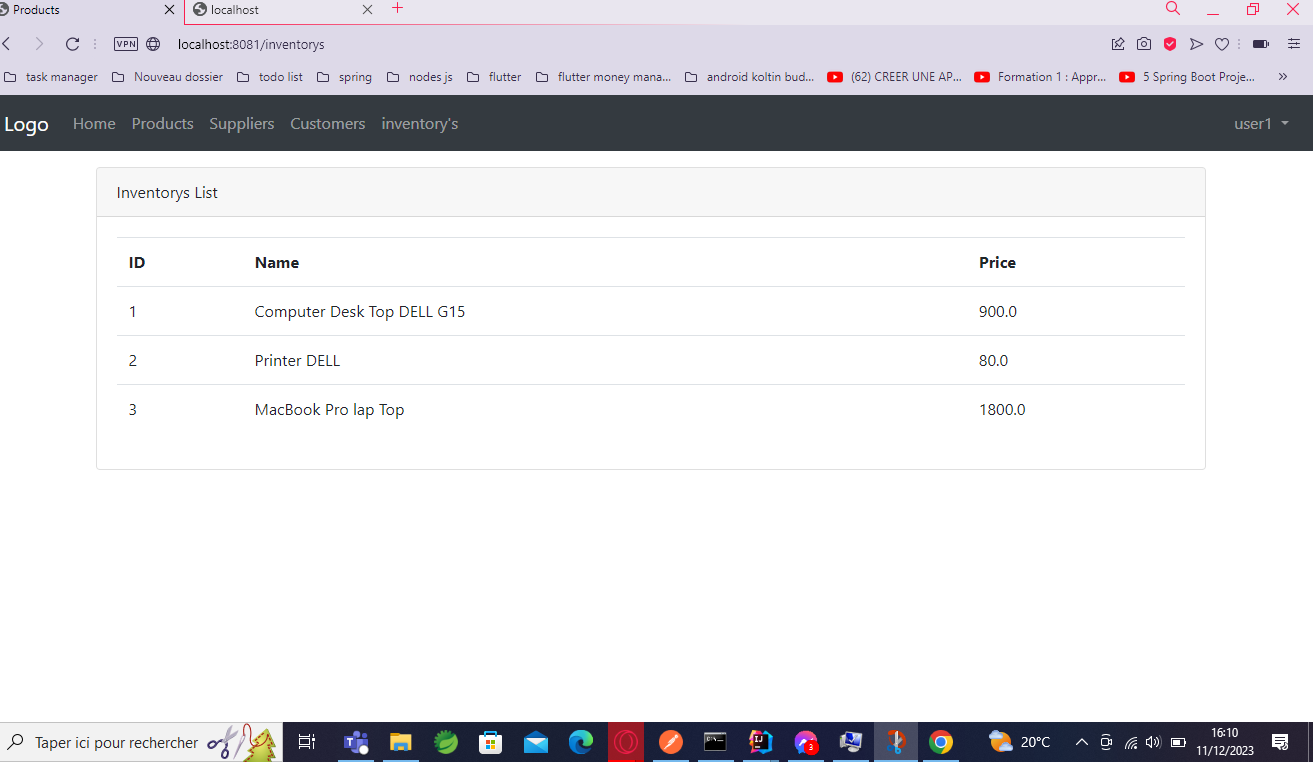 Products localhost
VPN localhost:8081/inventorys
task manager Nouveau dossier todo list spring nodes js flutter flutter money mana... android koltin bud... (62) CREER UNE AP... Formation 1 : Appr... 5 Spring Boot Proje... »
Logo Home Products Suppliers Customers inventory's user1
Inventorys List
ID Name Price
1 Computer Desk Top DELL G15 900.0
2 Printer DELL 80.0
3 MacBook Pro lap Top 1800.0
Taper ici pour rechercher 3 20°C 16:10
11/12/2023